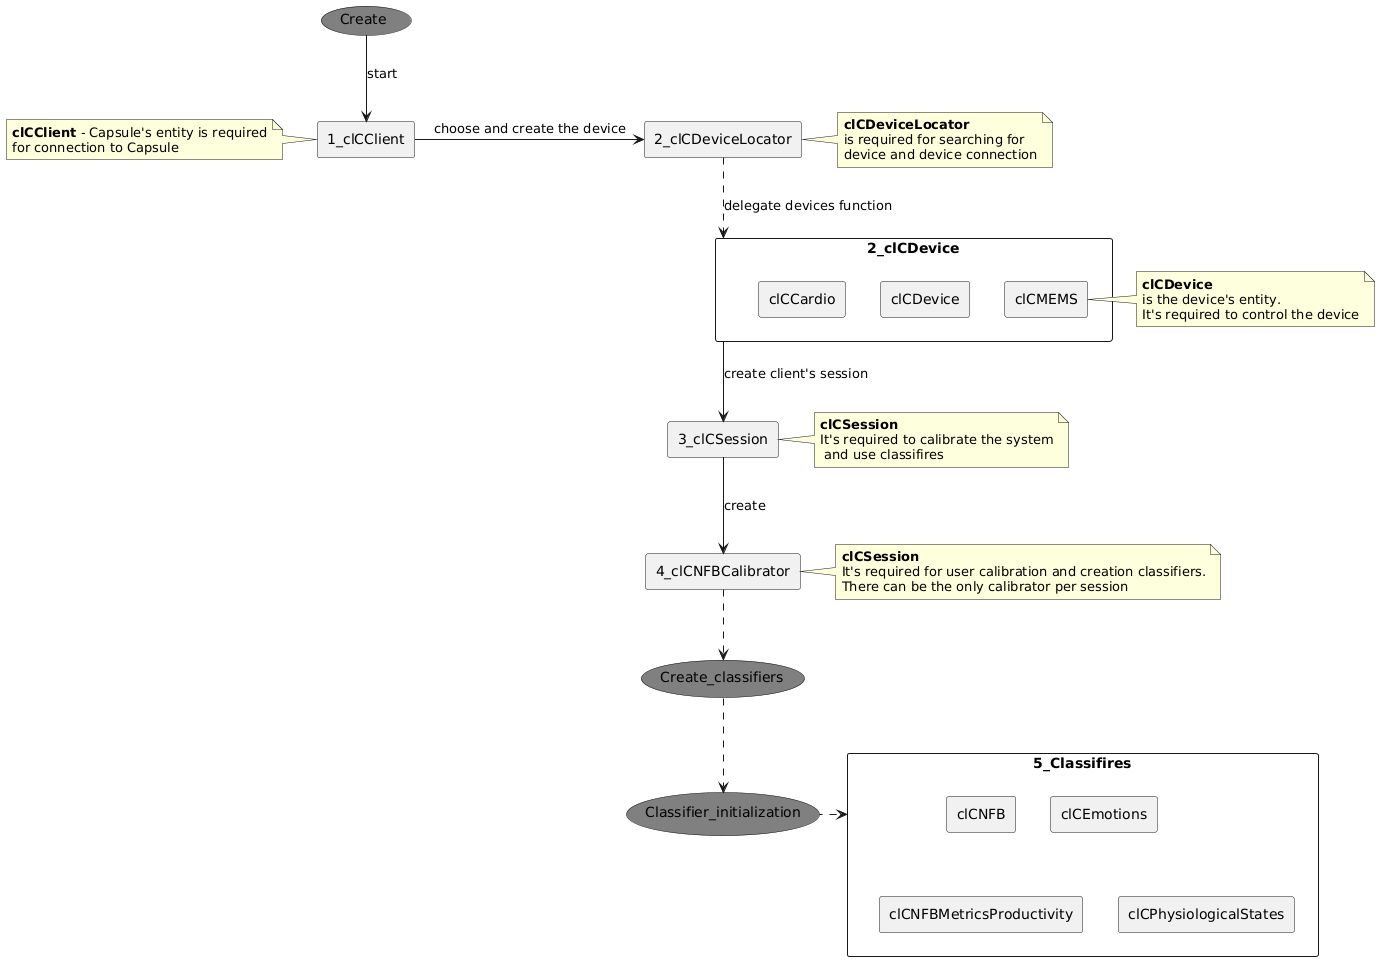 Create
start
clCClient - Capsule's entity is required
for connection to Capsule
1_clCClient
choose and create the device
2_clCDeviceLocator
clCDeviceLocator
is required for searching for
device and device connection
delegate devices function
2_clCDevice
clCCardio
clCDevice
clCMEMS
clCDevice
is the device's entity.
It's required to control the device
create client's session
3_clCSession
clCSession
It's required to calibrate the system
and use classifires
create
4_clCNFBCalibrator
clCSession
It's required for user calibration and creation classifiers.
There can be the only calibrator per session
Create_classifiers
Classifier_initialization
5_Classifires
clCNFB
clCEmotions
clCNFBMetricsProductivity
clCPhysiologicalStates